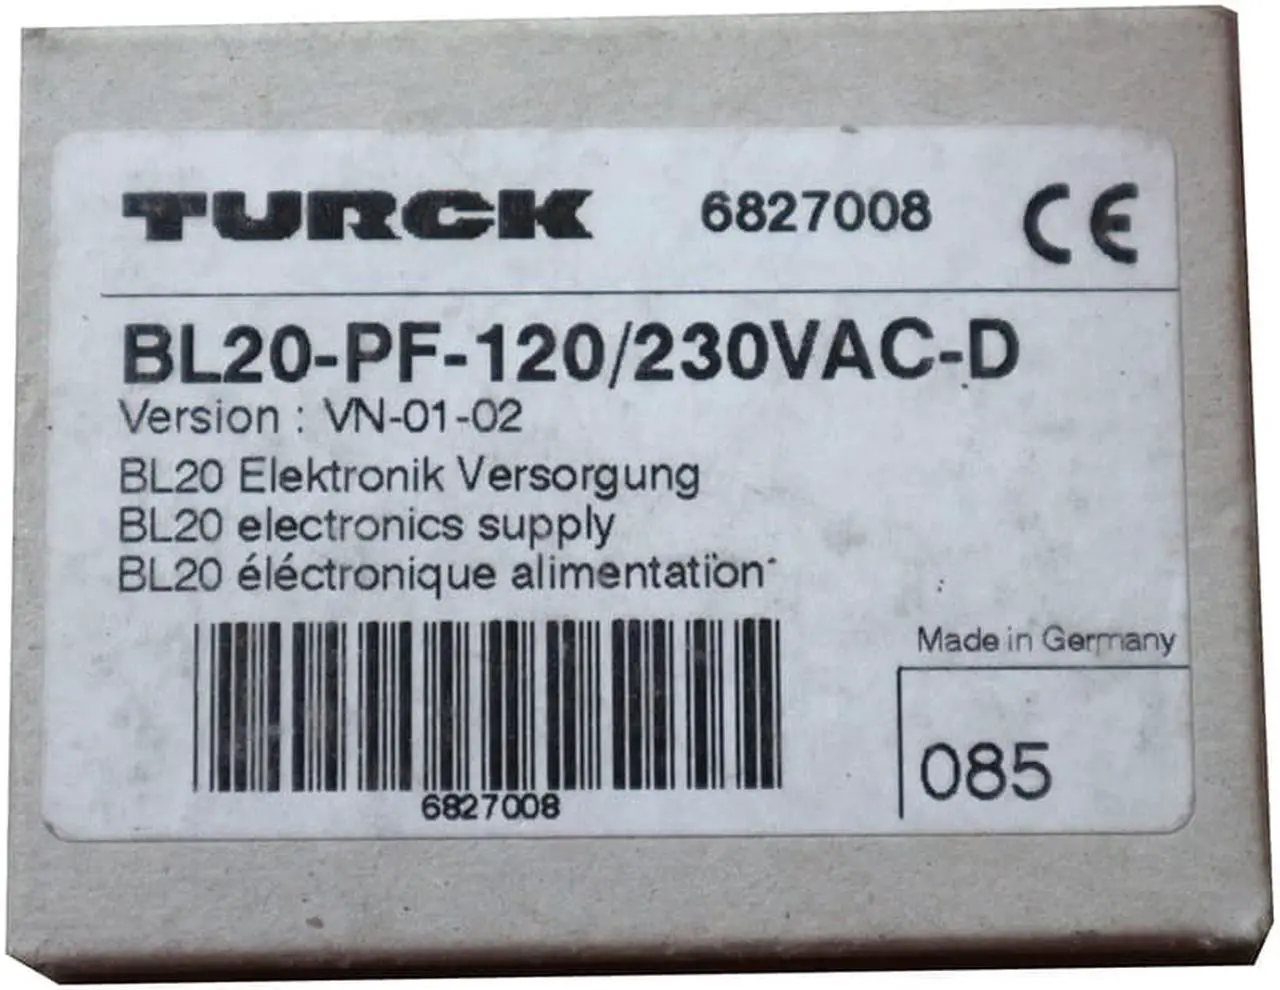 TURCK 6827008 CE
BL20-PF-120/230VAC-D
Version : VN-01-02
BL20 Elektronik Versorgung
BL20 electronics supply
BL20 éléctronique alimentatïon
Made in Germany
085
6827008